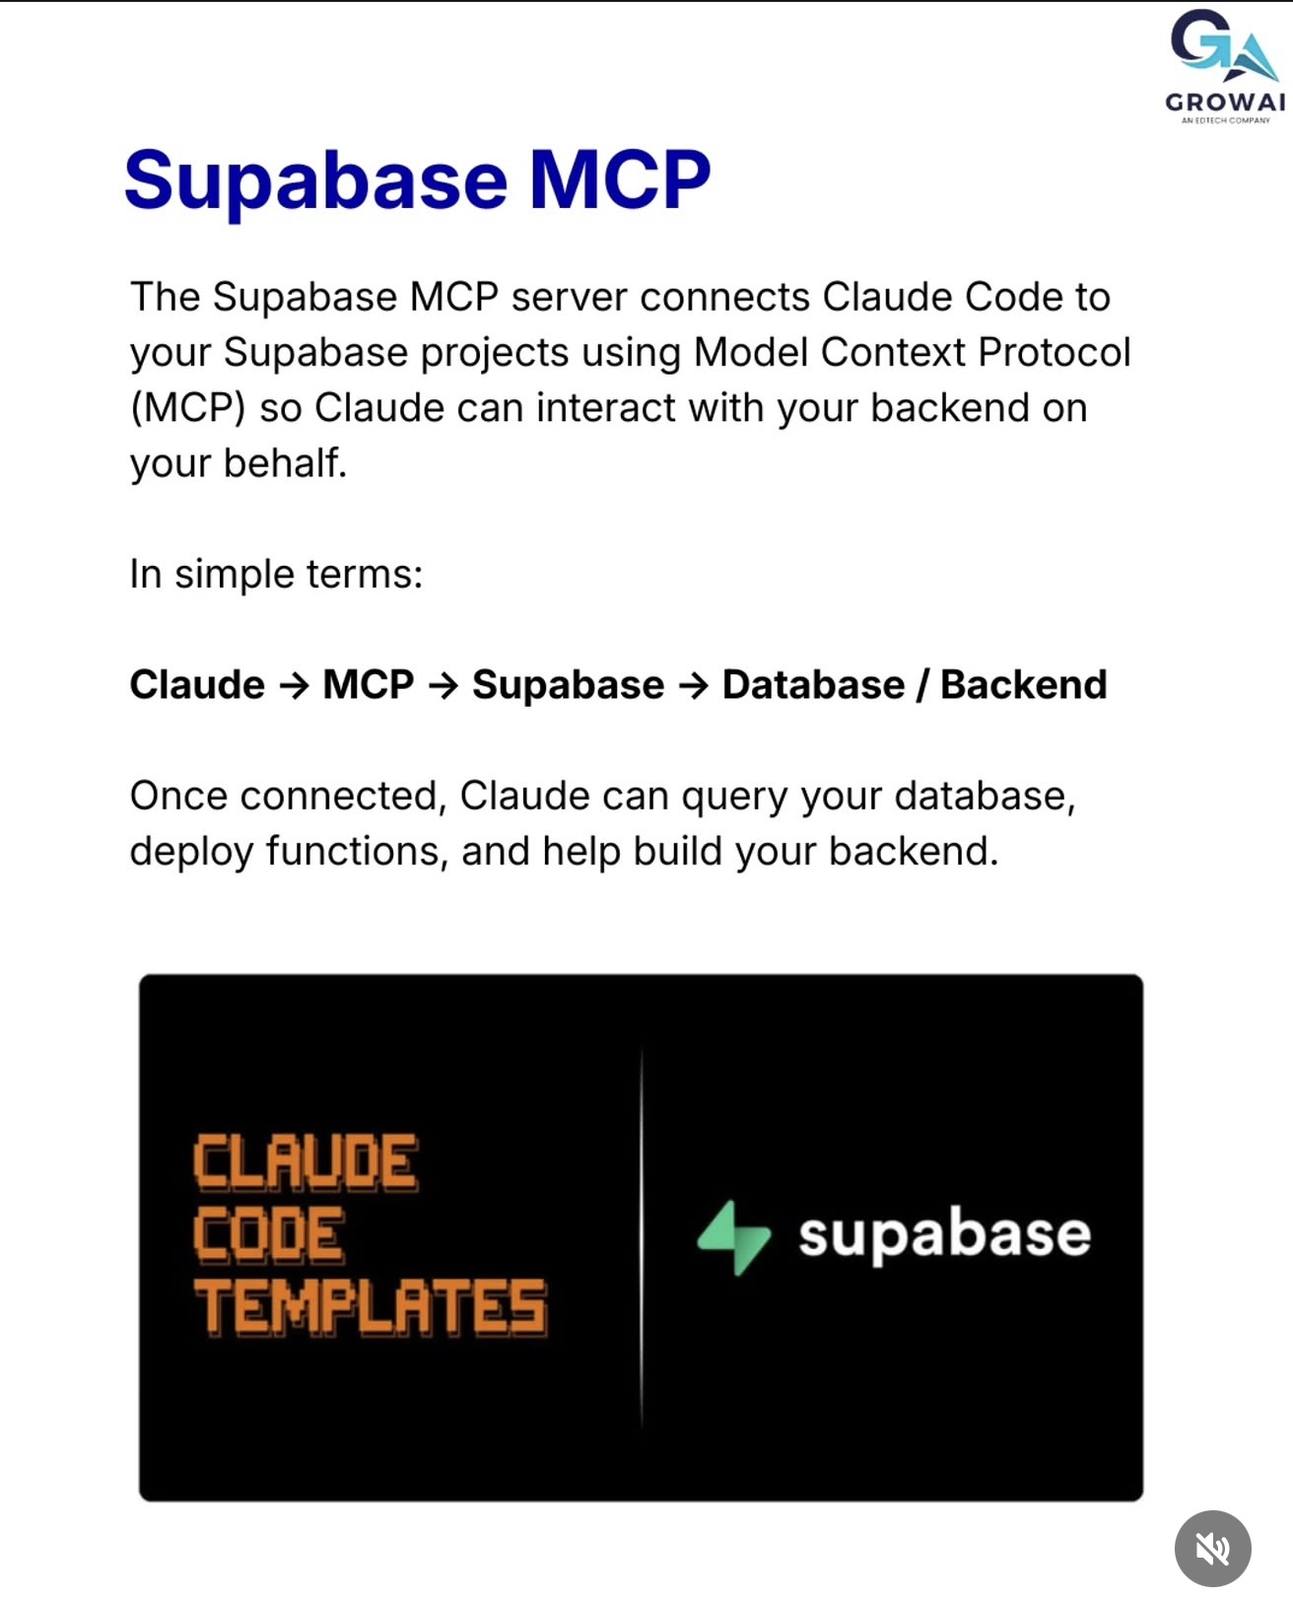 GROWAI
AN EDTECH COMPANY
Supabase MCP
The Supabase MCP server connects Claude Code to
your Supabase projects using Model Context Protocol
(MCP) so Claude can interact with your backend on
your behalf.
In simple terms:
Claude → MCP → Supabase → Database / Backend
Once connected, Claude can query your database,
deploy functions, and help build your backend.
CLAUDE
CODE
TEMPLATES
supabase